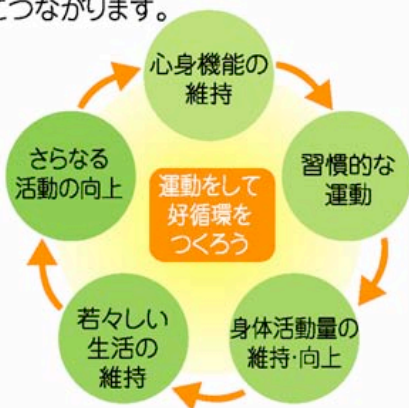 につながります。
心身機能の
維持
習慣的な
運動
身体活動量の
維持・向上
若々しい
生活の
維持
さらなる
活動の向上
運動をして
好循環を
つくろう